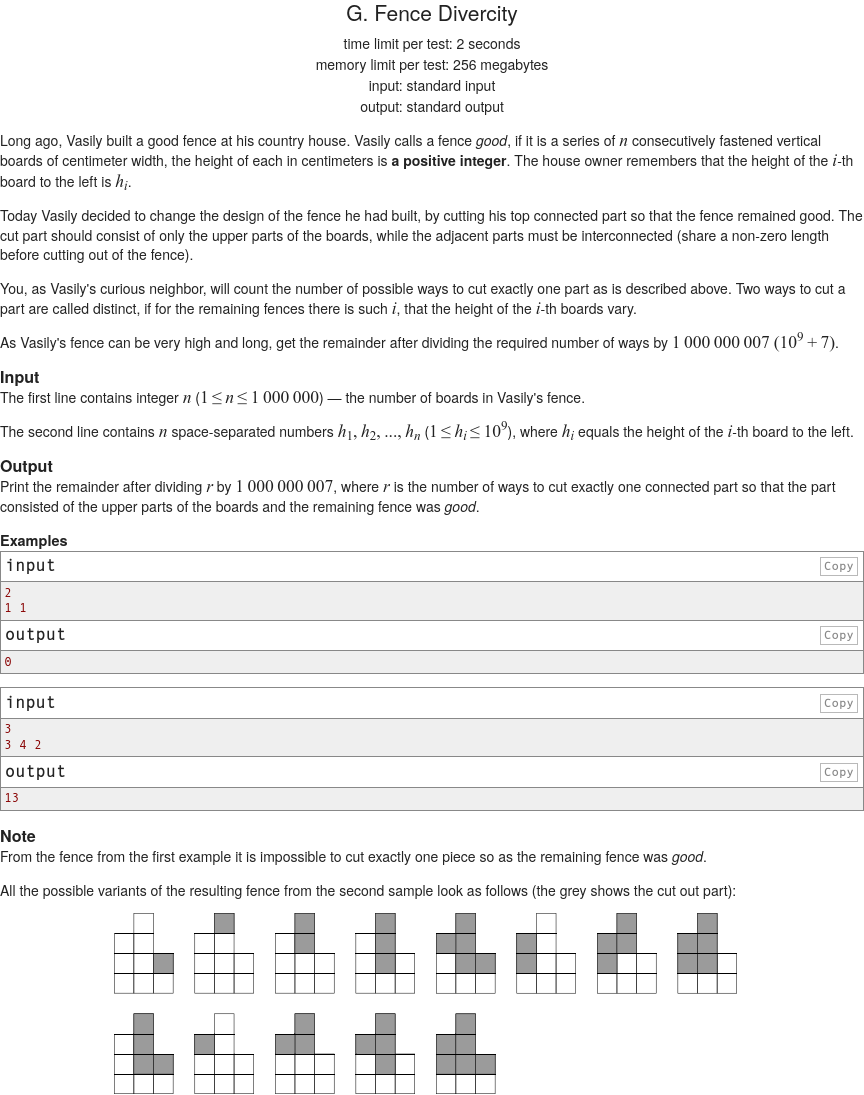 G. Fence Divercity
time limit per test: 2 seconds
memory limit per test: 256 megabytes
input: standard input
output: standard output
Long ago, Vasily built a good fence at his country house. Vasily calls a fence good, if it is a series of n consecutively fastened vertical
boards of centimeter width, the height of each in centimeters is a positive integer. The house owner remembers that the height of the i-th
board to the left is h_i.
Today Vasily decided to change the design of the fence he had built, by cutting his top connected part so that the fence remained good. The
cut part should consist of only the upper parts of the boards, while the adjacent parts must be interconnected (share a non-zero length
before cutting out of the fence).
You, as Vasily's curious neighbor, will count the number of possible ways to cut exactly one part as is described above. Two ways to cut a
part are called distinct, if for the remaining fences there is such i, that the height of the i-th boards vary.
As Vasily's fence can be very high and long, get the remainder after dividing the required number of ways by 1 000 000 007 (10^9 + 7).
Input
The first line contains integer n (1 ≤ n ≤ 1 000 000) — the number of boards in Vasily's fence.
The second line contains n space-separated numbers h_1, h_2, ..., h_n (1 ≤ h_i ≤ 10^9), where h_i equals the height of the i-th board to the left.
Output
Print the remainder after dividing r by 1 000 000 007, where r is the number of ways to cut exactly one connected part so that the part
consisted of the upper parts of the boards and the remaining fence was good.
Examples
input Copy
2
1 1
output Copy
0
input Copy
3
3 4 2
output Copy
13
Note
From the fence from the first example it is impossible to cut exactly one piece so as the remaining fence was good.
All the possible variants of the resulting fence from the second sample look as follows (the grey shows the cut out part):